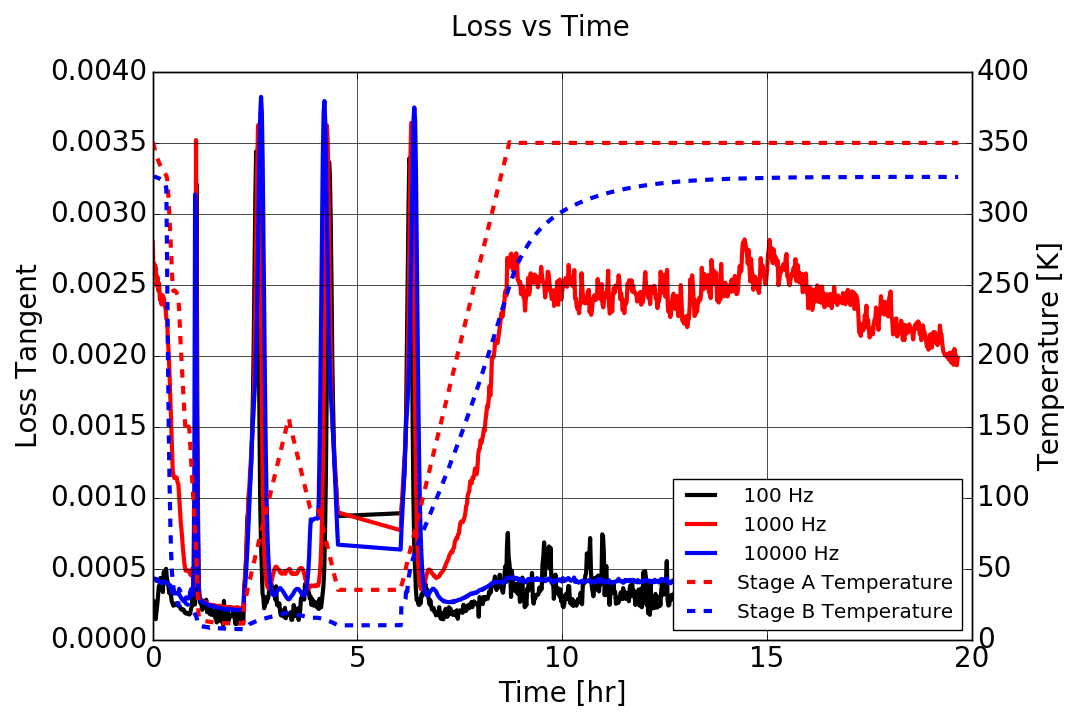 Loss vs Time
0.0040
0.0035
0.0030
0.0025
0.0020
0.0015
0.0010
0.0005
0.0000
Loss Tangent
400
350
300
250
200
150
100
50
0
Temperature [K]
100 Hz
1000 Hz
10000 Hz
Stage A Temperature
Stage B Temperature
0 5 10 15 20
Time [hr]